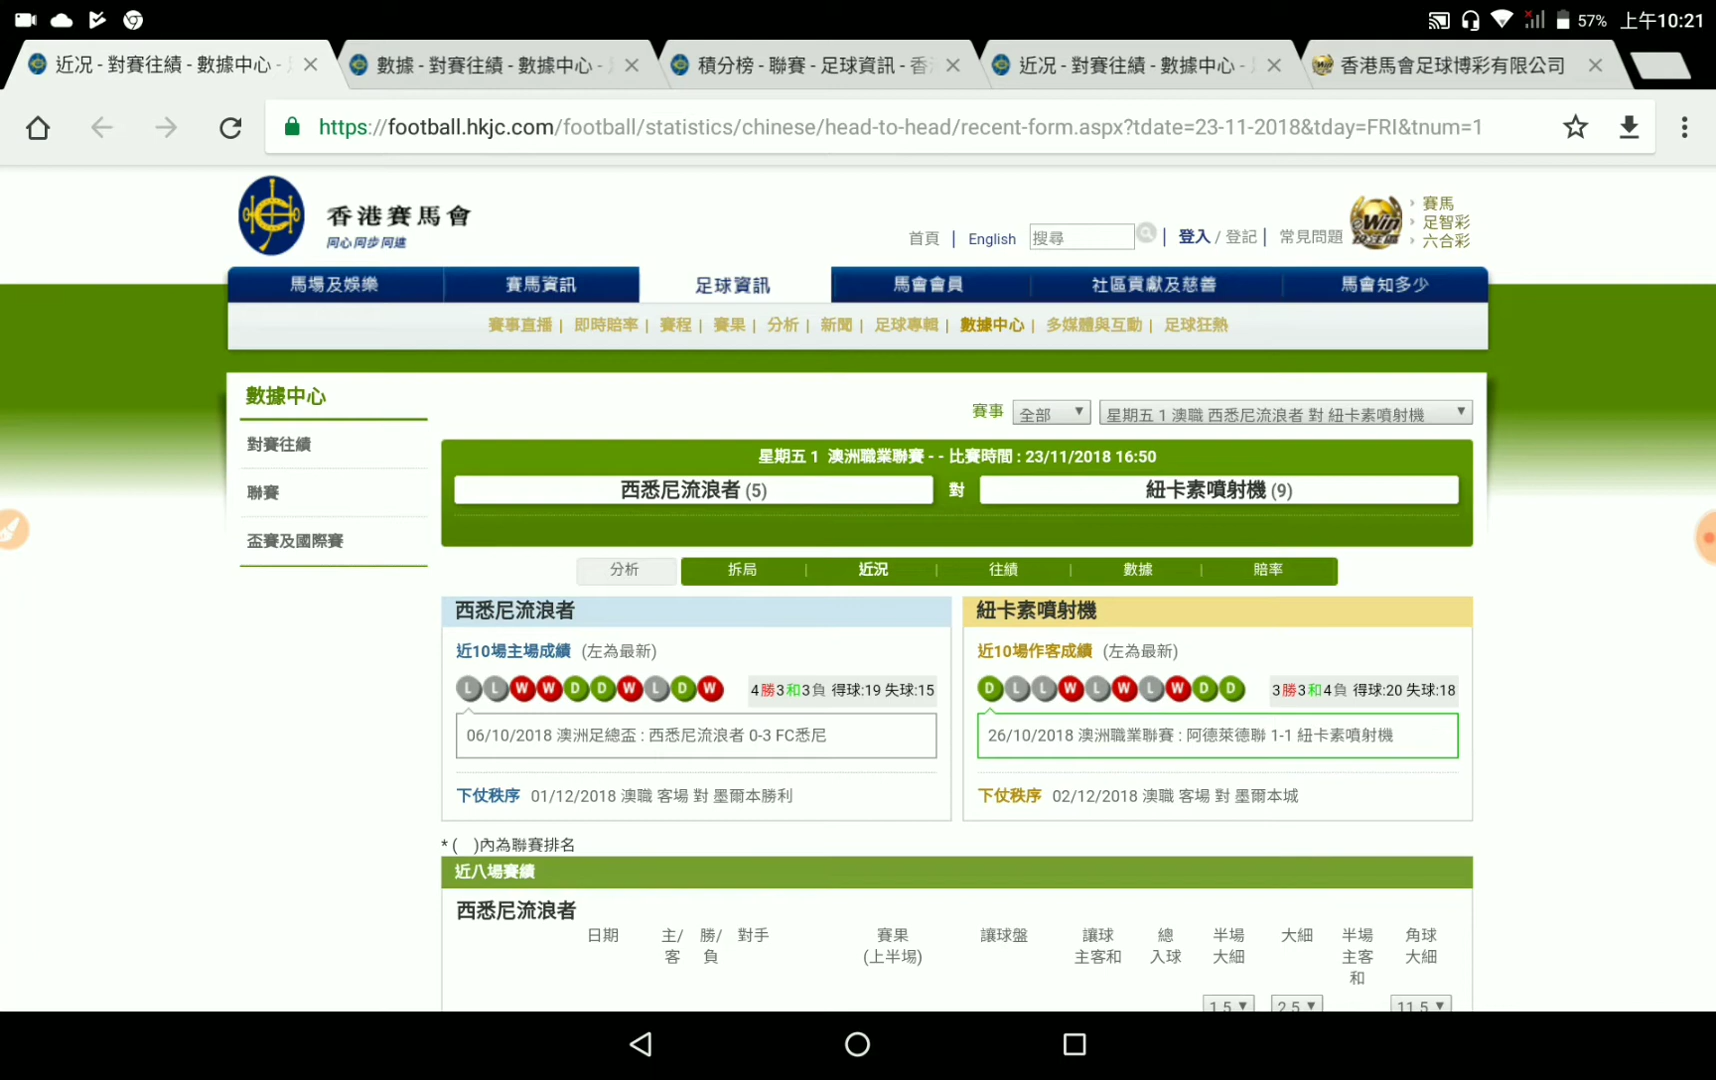 57% 上午10:21
近況 - 對賽往績 - 數據中心 -
數據 - 對賽往績 - 數據中心 -
積分榜 - 聯賽 - 足球資訊 - 香
近況 - 對賽往績 - 數據中心 -
香港馬會足球博彩有限公司
https://football.hkjc.com/football/statistics/chinese/head-to-head/recent-form.aspx?tdate=23-11-2018&tday=FRI&tnum=1
香港賽馬會
同心同步同進
首頁 | English 搜尋 | 登入 / 登記 | 常見問題
eWin
賽馬
足智彩
六合彩
馬場及娛樂 賽馬資訊 足球資訊 馬會會員 社區貢獻及慈善 馬會知多少
賽事直播 | 即時賠率 | 賽程 | 賽果 | 分析 | 新聞 | 足球專輯 | 數據中心 | 多媒體與互動 | 足球狂熱
數據中心
對賽往績
聯賽
盃賽及國際賽
賽事 全部 星期五 1 澳職 西悉尼流浪者 對 紐卡素噴射機
星期五 1 澳洲職業聯賽 - - 比賽時間 : 23/11/2018 16:50
西悉尼流浪者 (5) 對 紐卡素噴射機 (9)
分析 拆局 | 近況 | 往績 | 數據 | 賠率
西悉尼流浪者
近10場主場成績 (左為最新)
L L W W D D W L D W 4勝3和3負 得球:19 失球:15
06/10/2018 澳洲足總盃 : 西悉尼流浪者 0-3 FC悉尼
下仗秩序 01/12/2018 澳職 客場 對 墨爾本勝利
紐卡素噴射機
近10場作客成績 (左為最新)
D L L W L W L W D D 3勝3和4負 得球:20 失球:18
26/10/2018 澳洲職業聯賽 : 阿德萊德聯 1-1 紐卡素噴射機
下仗秩序 02/12/2018 澳職 客場 對 墨爾本城
* ( )內為聯賽排名
近八場賽績
西悉尼流浪者
日期 主/ 勝/ 對手 賽果 讓球盤 讓球 總 半場 大細 半場 角球
客 負 (上半場) 主客和 入球 大細 主客 大細
和
1.5 2.5 11.5